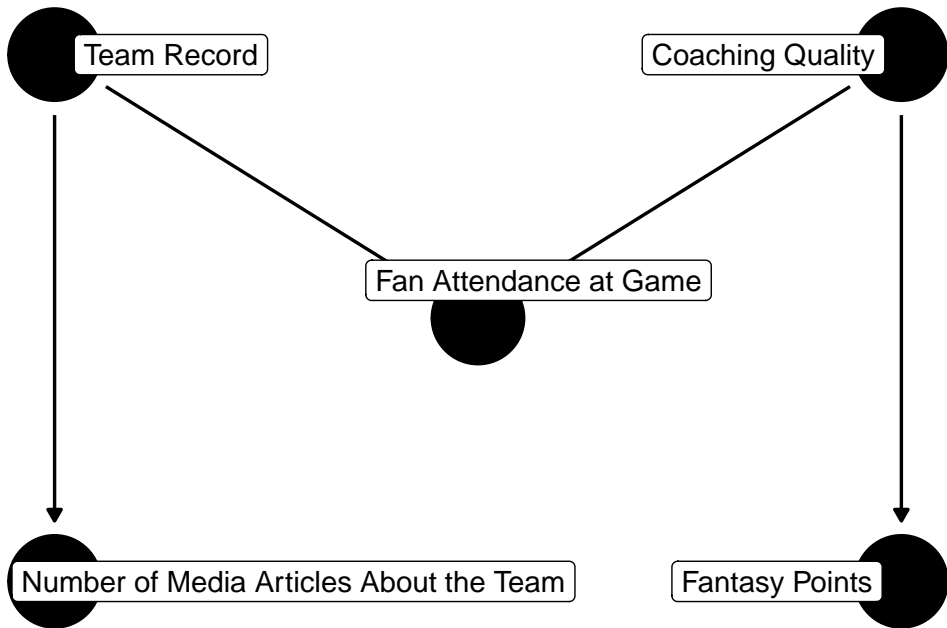 Team Record
Coaching Quality
Fan Attendance at Game
Number of Media Articles About the Team
Fantasy Points